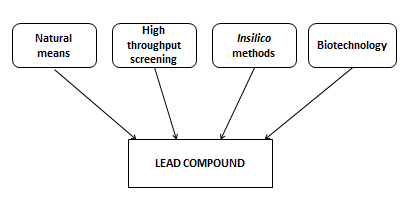 Natural
means
High
throughput
screening
Insilico
methods
Biotechnology
LEAD COMPOUND